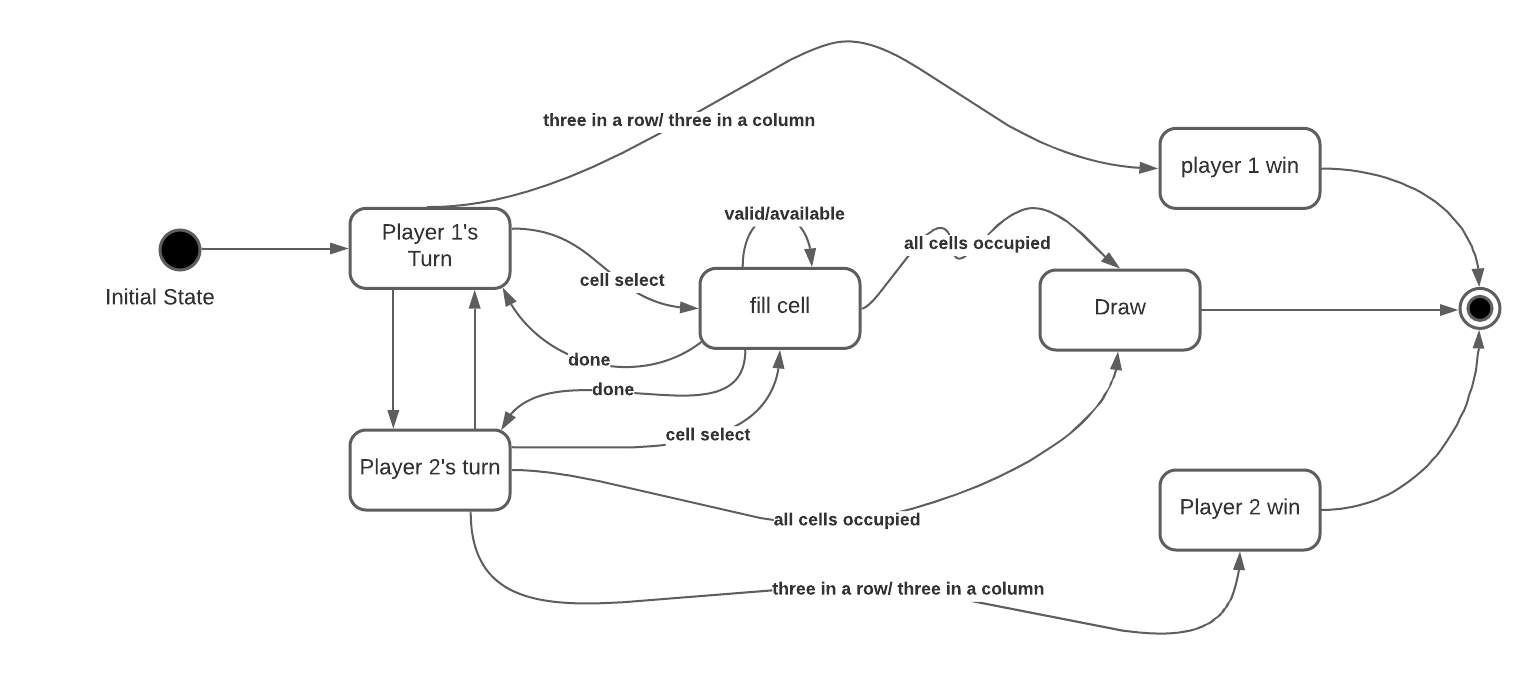 three in a row/ three in a column
player 1 win
Player 1's
Turn
valid/available
all cells occupied
cell select
Initial State
fill cell
Draw
done
done
cell select
Player 2's turn
all cells occupied
Player 2 win
three in a row/ three in a column